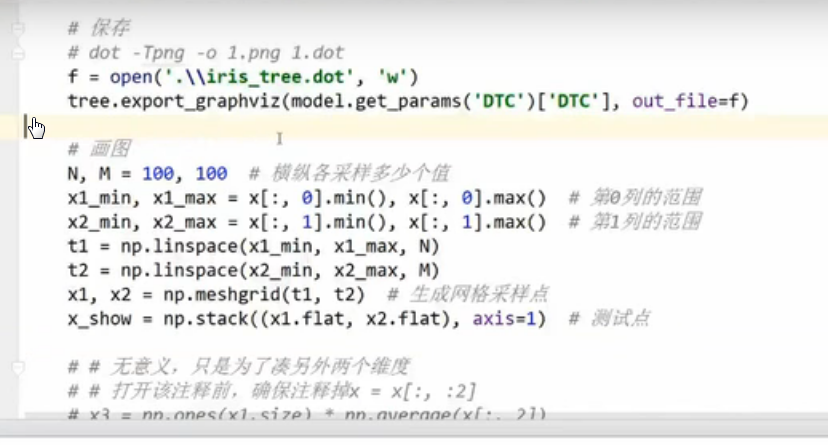 # 保存
# dot -Tpng -o 1.png 1.dot
f = open('.\\iris_tree.dot', 'w')
tree.export_graphviz(model.get_params('DTC')['DTC'], out_file=f)
# 画图
N, M = 100, 100  # 横纵各采样多少个值
x1_min, x1_max = x[:, 0].min(), x[:, 0].max()  # 第0列的范围
x2_min, x2_max = x[:, 1].min(), x[:, 1].max()  # 第1列的范围
t1 = np.linspace(x1_min, x1_max, N)
t2 = np.linspace(x2_min, x2_max, M)
x1, x2 = np.meshgrid(t1, t2)  # 生成网格采样点
x_show = np.stack((x1.flat, x2.flat), axis=1)  # 测试点
# # 无意义，只是为了凑另外两个维度
# # 打开该注释前，确保注释掉x = x[:, :2]
# x3 = np.ones(x1.size) * np.average(x[:, 2])